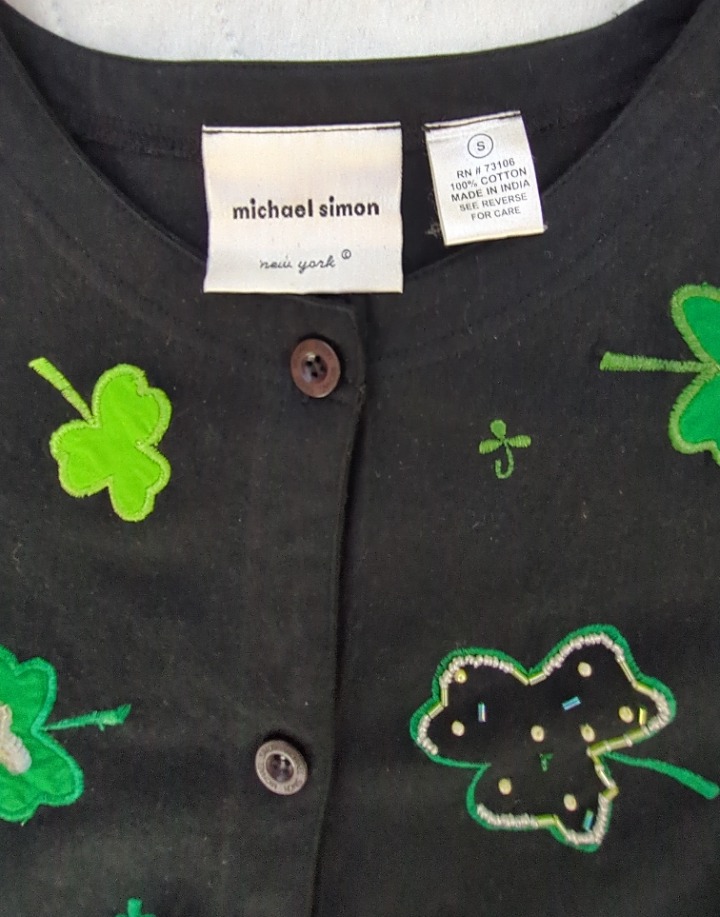 michael simon
new york ©
S
RN # 73106
100% COTTON
MADE IN INDIA
SEE REVERSE
FOR CARE